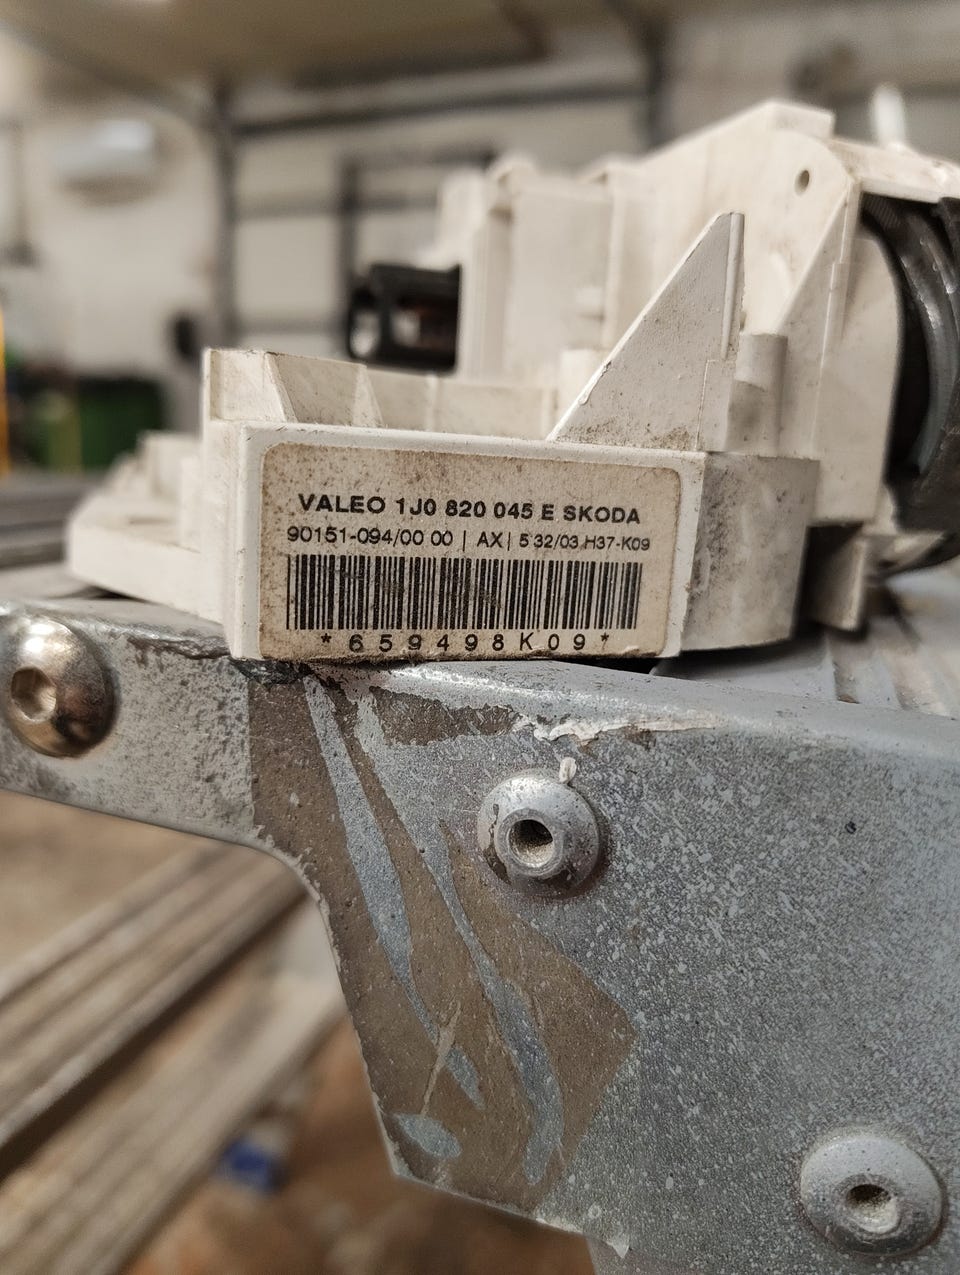 VALEO 1J0 820 045 E SKODA
90151-094/00 00 | AX | 5 32/03 H37-K09
*659498K09*